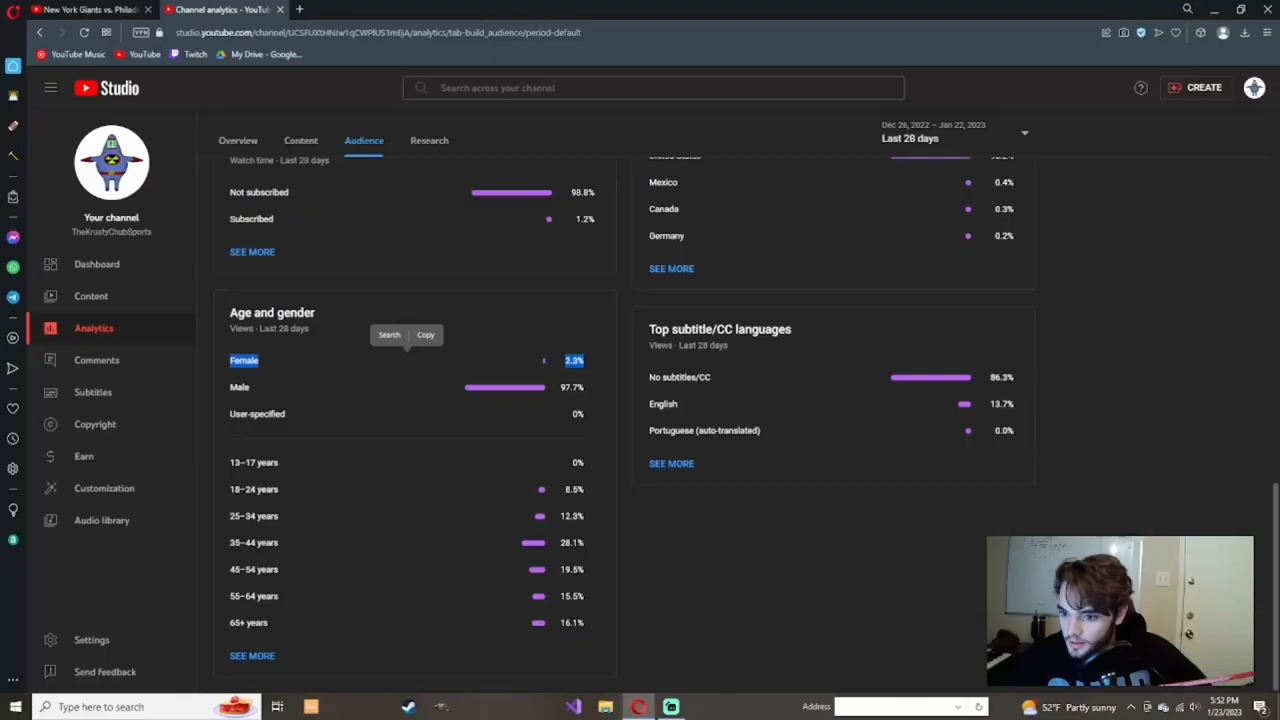 New York Giants vs. Philad
Channel analytics - YouTu
studio.youtube.com/channel/UCSFUXtHNJw1qCWPlUS1mEjA/analytics/tab-build_audience/period-default
VPN
YouTube Music
YouTube
Twitch
My Drive - Google...
Studio
Search across your channel
CREATE
Overview
Content
Audience
Research
Dec 26, 2022 – Jan 22, 2023
Last 28 days
Your channel
TheKrustyChubSports
Dashboard
Content
Analytics
Comments
Subtitles
Copyright
Earn
Customization
Audio library
Settings
Send feedback
Watch time · Last 28 days
Not subscribed 98.8%
Subscribed 1.2%
SEE MORE
Age and gender
Views · Last 28 days
Search Copy
Female 2.3%
Male 97.7%
User-specified 0%
13–17 years 0%
18–24 years 8.5%
25–34 years 12.3%
35–44 years 28.1%
45–54 years 19.5%
55–64 years 15.5%
65+ years 16.1%
SEE MORE
United States
Mexico 0.4%
Canada 0.3%
Germany 0.2%
SEE MORE
Top subtitle/CC languages
Views · Last 28 days
No subtitles/CC 86.3%
English 13.7%
Portuguese (auto-translated) 0.0%
SEE MORE
Type here to search
Address
52°F Partly sunny
5:52 PM
1/23/2023